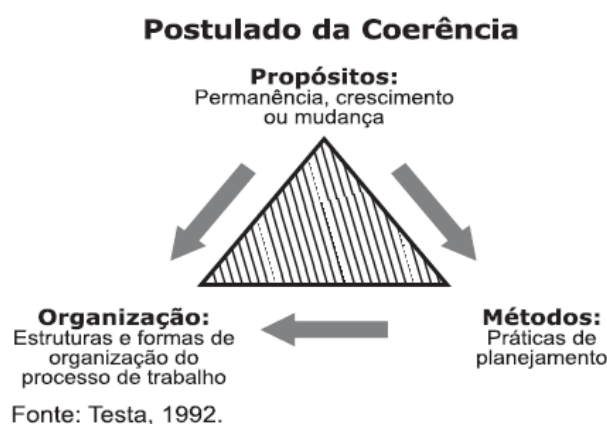 Postulado da Coerência
Propósitos:
Permanência, crescimento
ou mudança
Organização:
Estruturas e formas de
organização do
processo de trabalho
Métodos:
Práticas de
planejamento
Fonte: Testa, 1992.